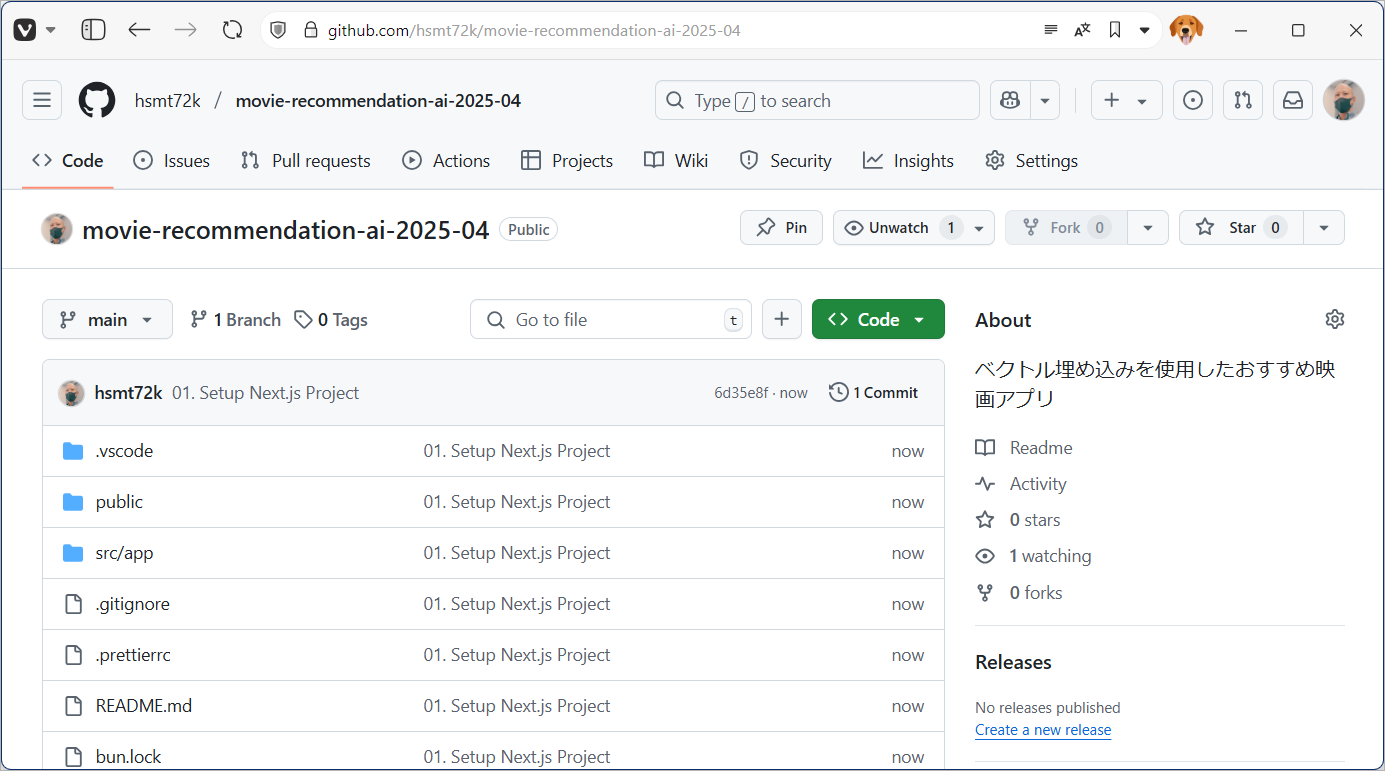 github.com/hsmt72k/movie-recommendation-ai-2025-04
hsmt72k / movie-recommendation-ai-2025-04
Type / to search
Code Issues Pull requests Actions Projects Wiki Security Insights Settings
movie-recommendation-ai-2025-04 Public
Pin Unwatch 1 Fork 0 Star 0
main 1 Branch 0 Tags Go to file t Code
hsmt72k 01. Setup Next.js Project 6d35e8f · now 1 Commit
.vscode 01. Setup Next.js Project now
public 01. Setup Next.js Project now
src/app 01. Setup Next.js Project now
.gitignore 01. Setup Next.js Project now
.prettierrc 01. Setup Next.js Project now
README.md 01. Setup Next.js Project now
bun.lock 01. Setup Next.js Project now
About
ベクトル埋め込みを使用したおすすめ映
画アプリ
Readme
Activity
0 stars
1 watching
0 forks
Releases
No releases published
Create a new release